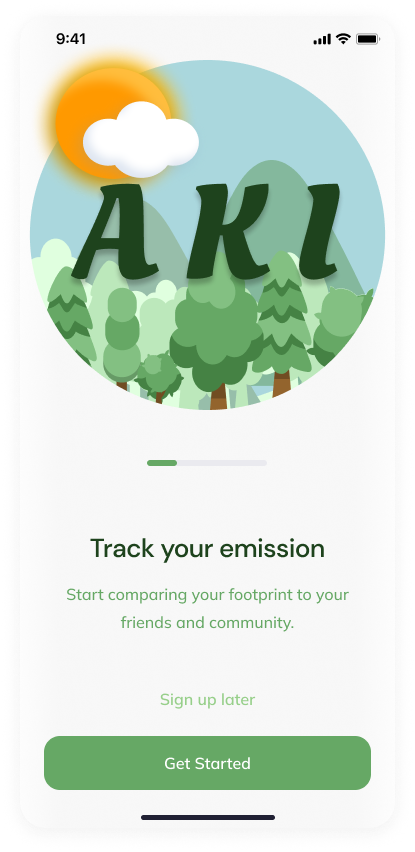 9:41
AKI
Track your emission
Start comparing your footprint to your
friends and community.
Sign up later
Get Started